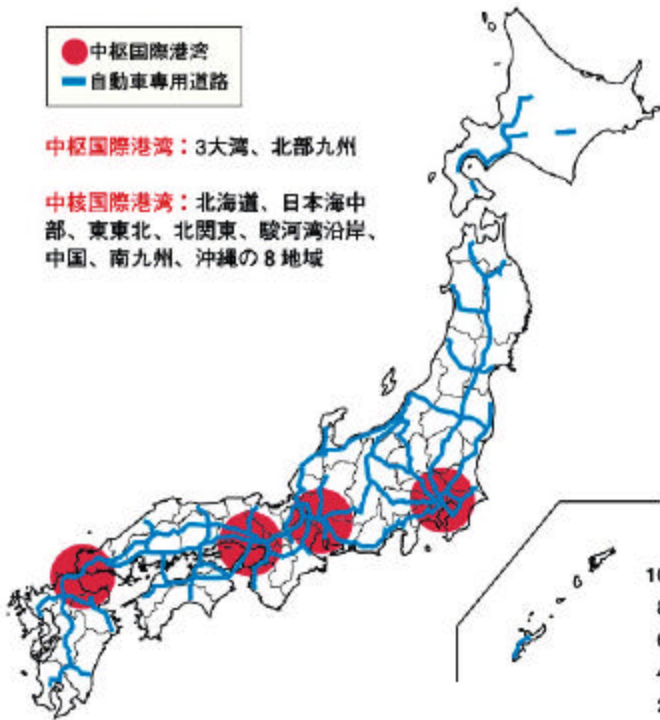 中枢国際港湾
自動車専用道路
中枢国際港湾：3大湾、北部九州
中核国際港湾：北海道、日本海中
部、東東北、北関東、駿河湾沿岸、
中国、南九州、沖縄の8地域